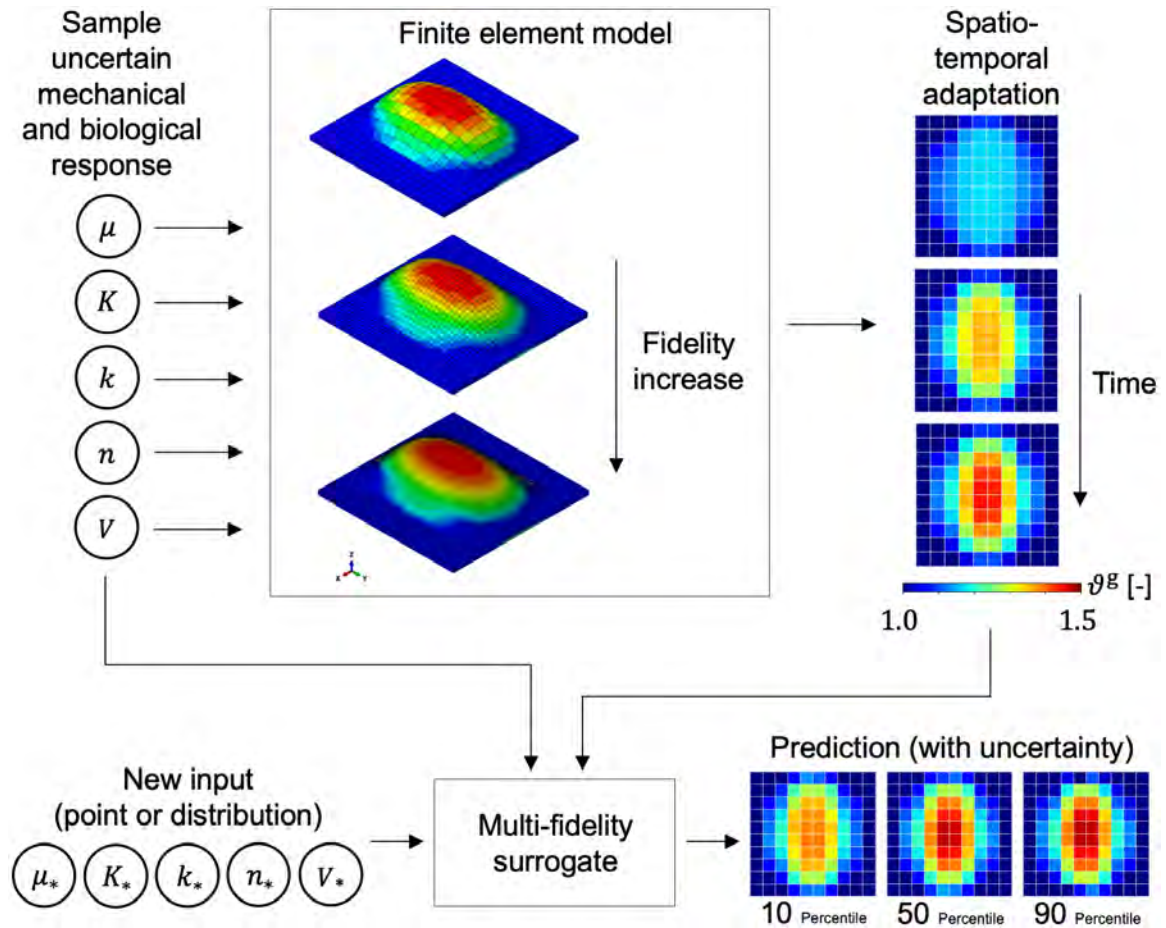 Sample
uncertain
mechanical
and biological
response
μ
K
k
n
V
Finite element model
Fidelity
increase
z
x
y
Spatio-
temporal
adaptation
Time
ϑᵍ [-]
1.0 1.5
New input
(point or distribution)
μ* K* k* n* V*
Multi-fidelity
surrogate
Prediction (with uncertainty)
10 Percentile 50 Percentile 90 Percentile